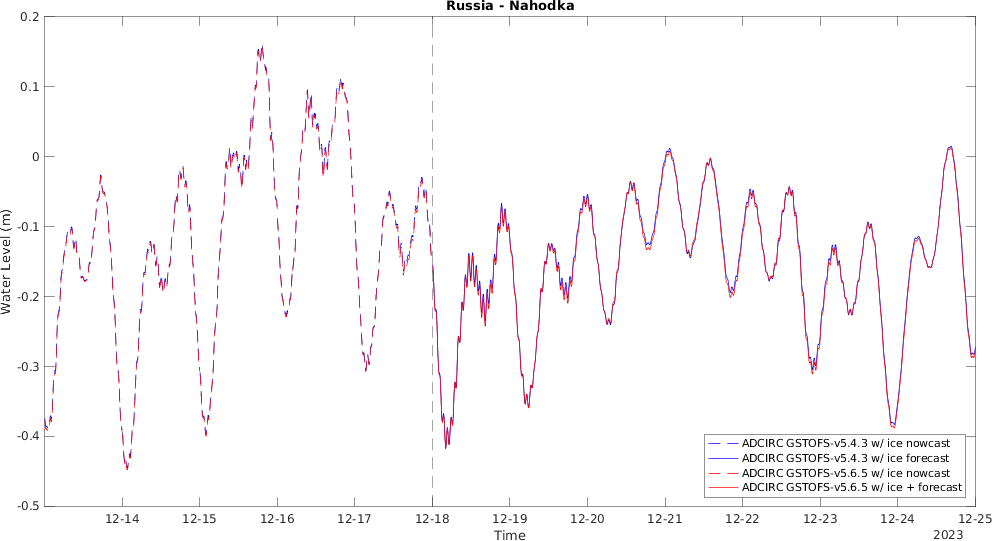 Russia - Nahodka
Water Level (m)
0.2
0.1
0
-0.1
-0.2
-0.3
-0.4
-0.5
ADCIRC GSTOFS-v5.4.3 w/ ice nowcast
ADCIRC GSTOFS-v5.4.3 w/ ice forecast
ADCIRC GSTOFS-v5.6.5 w/ ice nowcast
ADCIRC GSTOFS-v5.6.5 w/ ice + forecast
12-14 12-15 12-16 12-17 12-18 12-19 12-20 12-21 12-22 12-23 12-24 12-25
Time 2023